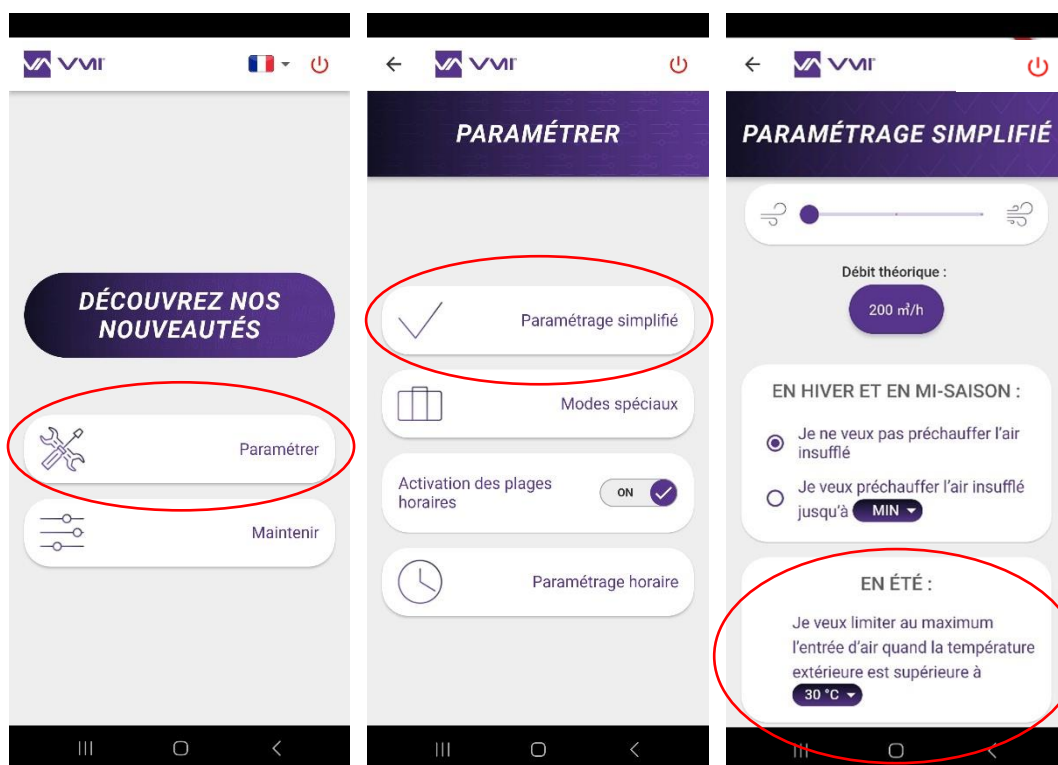 VMI
DÉCOUVREZ NOS
NOUVEAUTÉS
Paramétrer
Maintenir
VMI
PARAMÉTRER
Paramétrage simplifié
Modes spéciaux
Activation des plages
horaires
ON
Paramétrage horaire
VMI
PARAMÉTRAGE SIMPLIFIÉ
Débit théorique :
200 m³/h
EN HIVER ET EN MI-SAISON :
Je ne veux pas préchauffer l'air
insufflé
Je veux préchauffer l'air insufflé
jusqu'à MIN
EN ÉTÉ :
Je veux limiter au maximum
l'entrée d'air quand la température
extérieure est supérieure à
30 °C